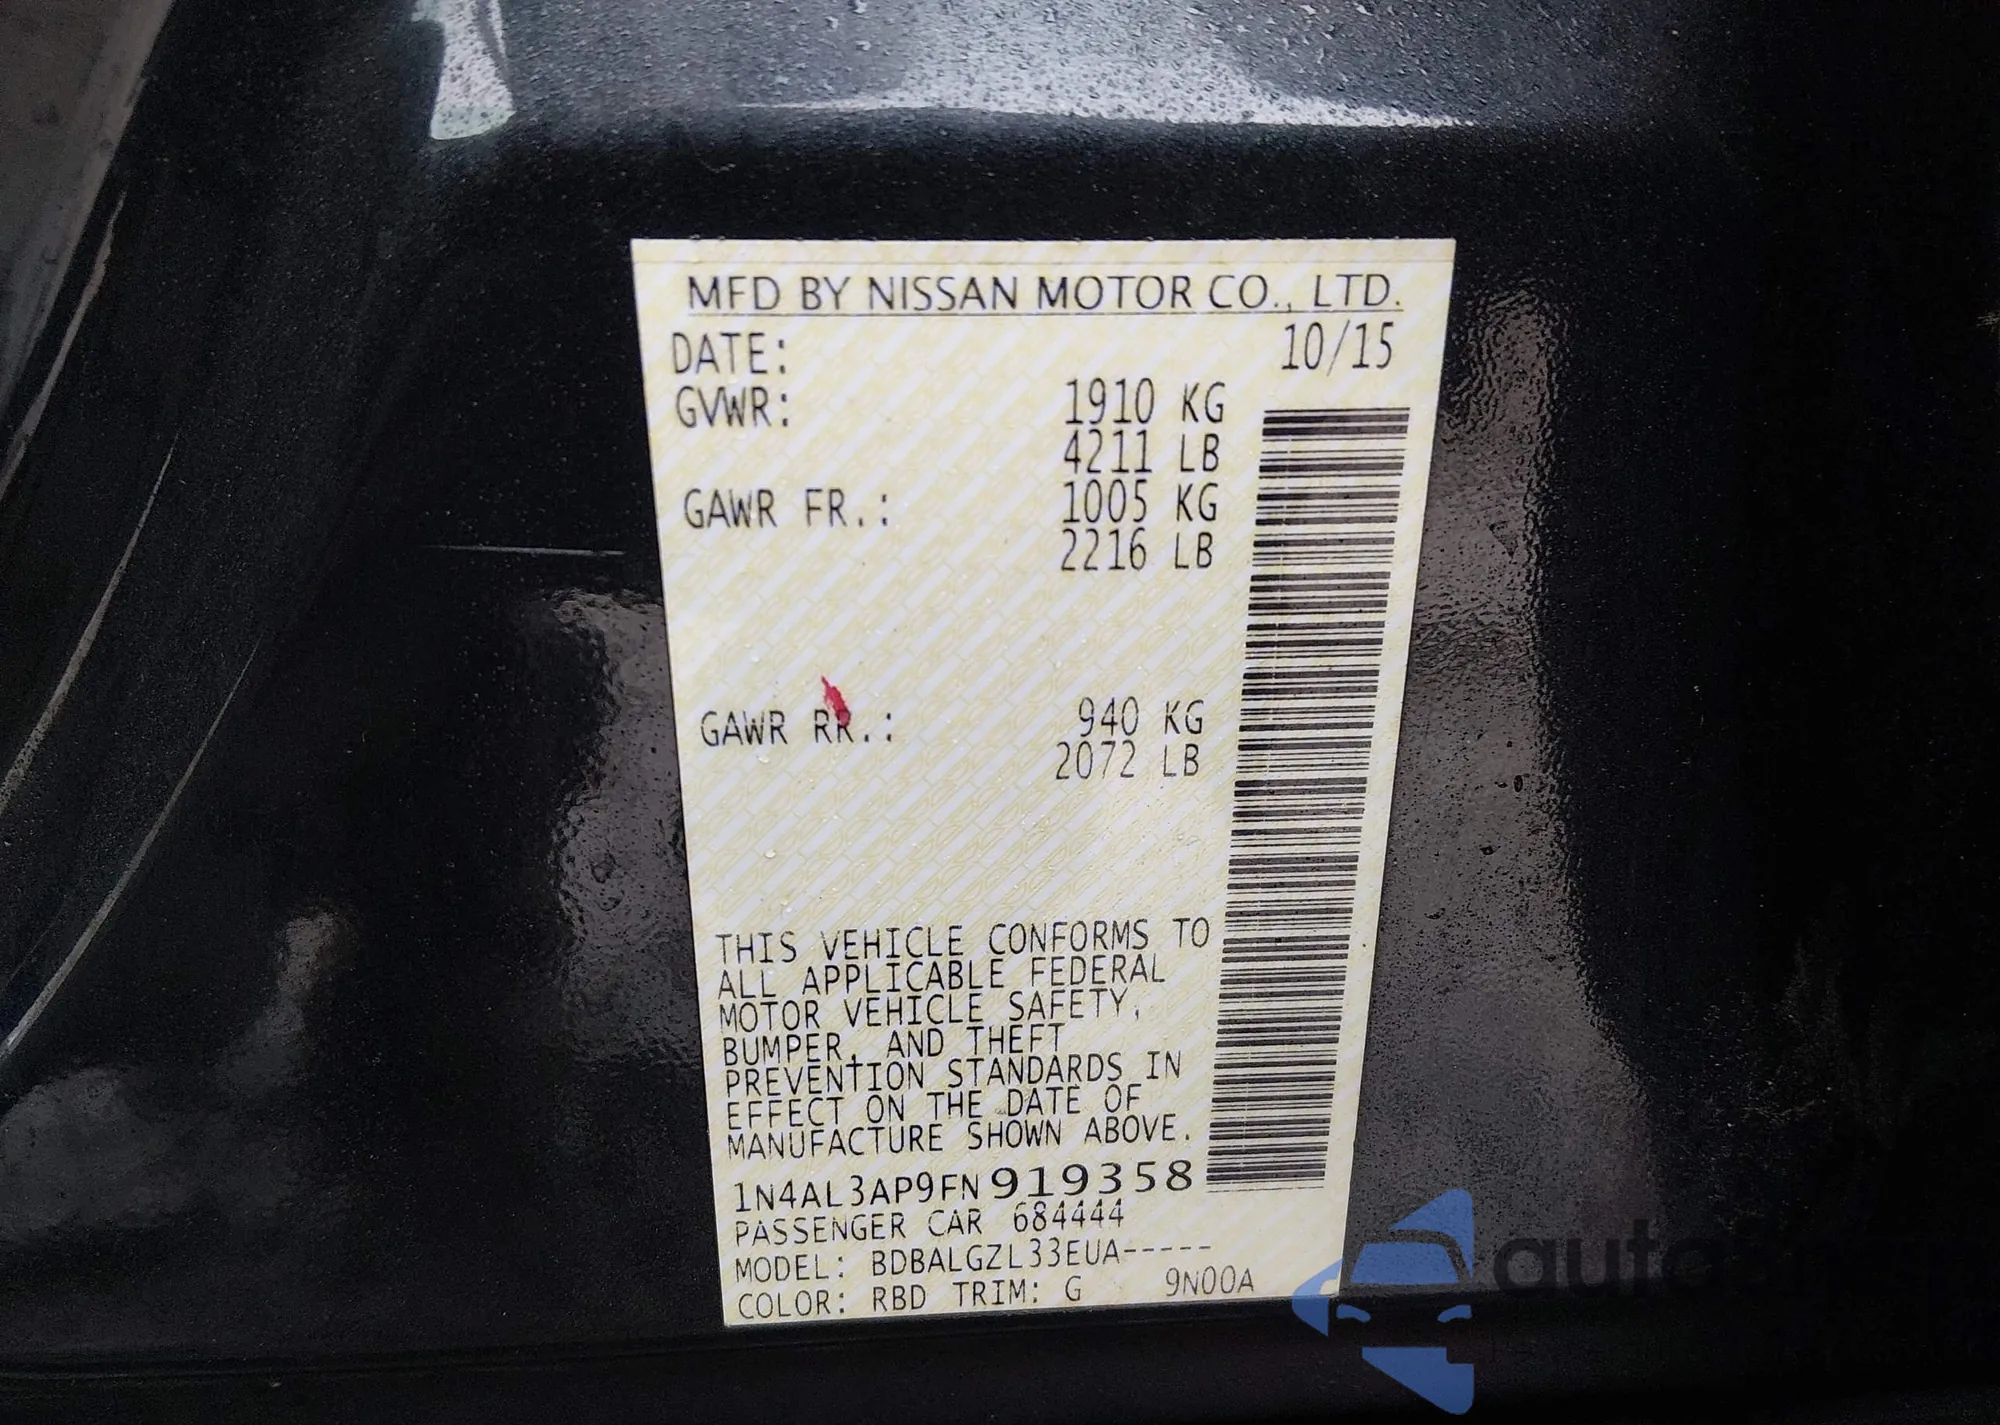 MFD BY NISSAN MOTOR CO., LTD.
DATE: 10/15
GVWR: 1910 KG
4211 LB
GAWR FR.: 1005 KG
2216 LB
GAWR RR.: 940 KG
2072 LB
THIS VEHICLE CONFORMS TO
ALL APPLICABLE FEDERAL
MOTOR VEHICLE SAFETY,
BUMPER, AND THEFT
PREVENTION STANDARDS IN
EFFECT ON THE DATE OF
MANUFACTURE SHOWN ABOVE.
1N4AL3AP9FN919358
PASSENGER CAR 684444
MODEL: BDBALGZL33EUA-----
COLOR: RBD TRIM: G 9N00A